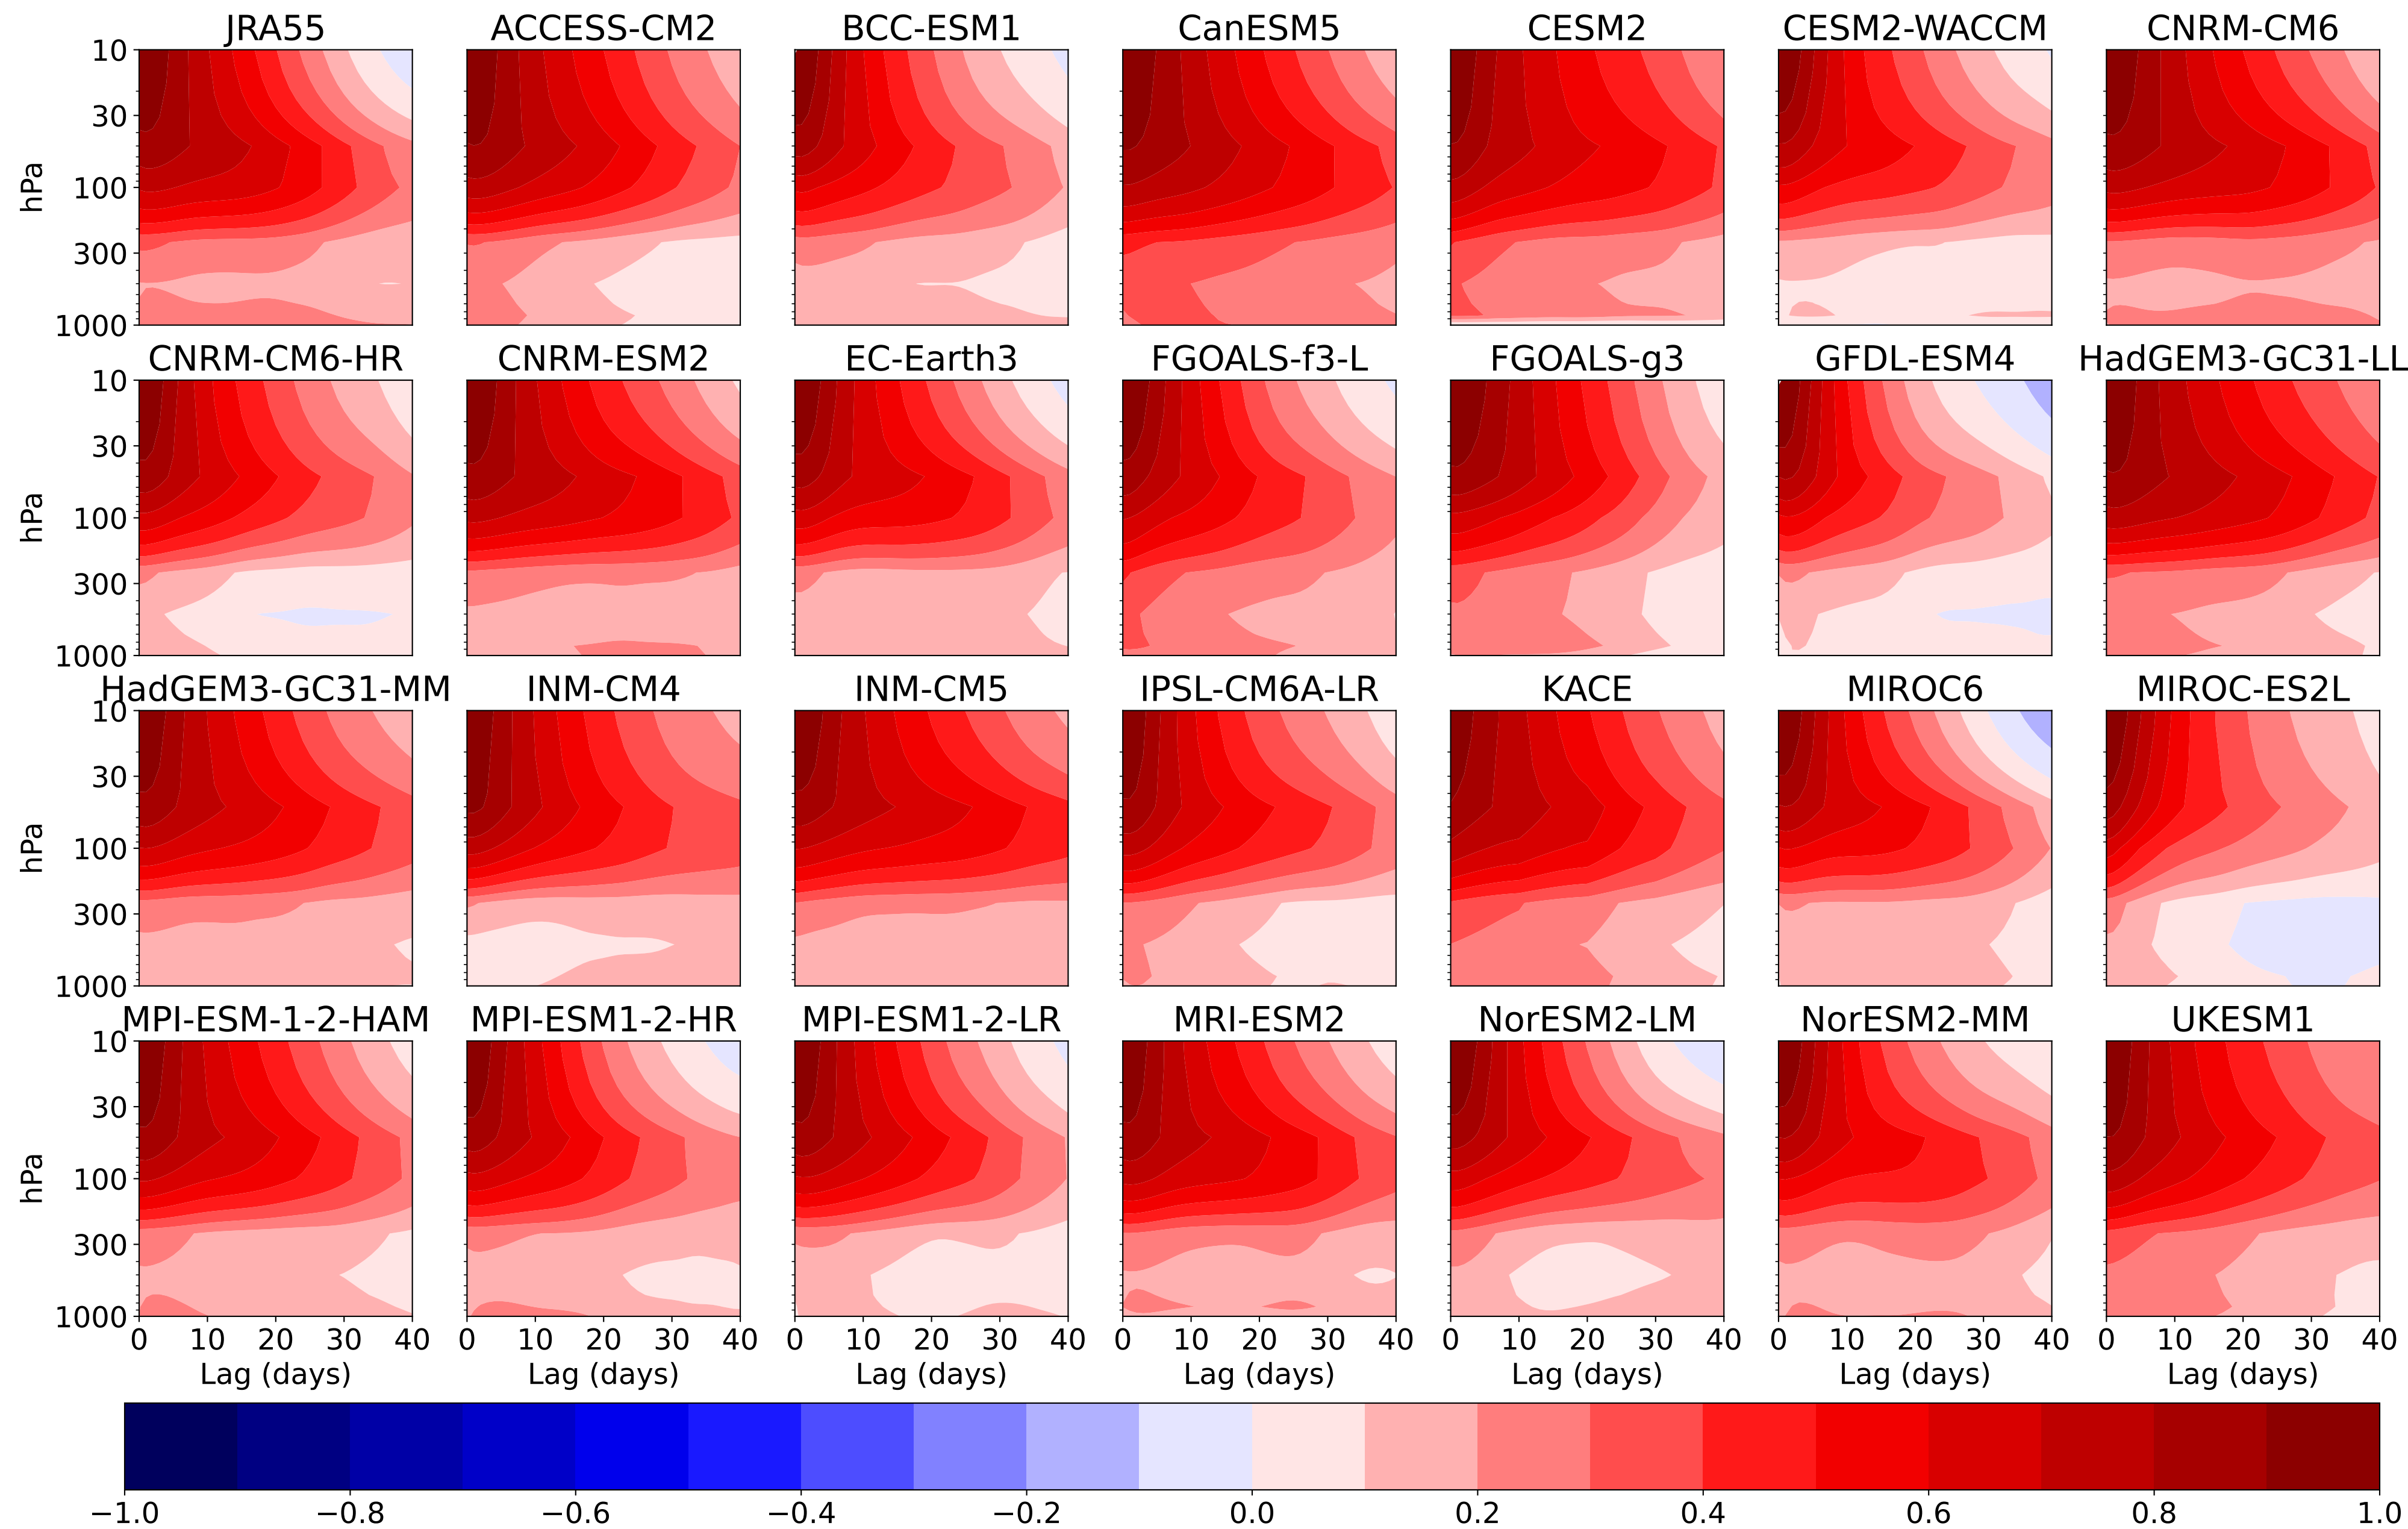 JRA55 ACCESS-CM2 BCC-ESM1 CanESM5 CESM2 CESM2-WACCM CNRM-CM6
10
30
hPa
100
300
1000
CNRM-CM6-HR CNRM-ESM2 EC-Earth3 FGOALS-f3-L FGOALS-g3 GFDL-ESM4 HadGEM3-GC31-LL
10
30
hPa
100
300
1000
HadGEM3-GC31-MM INM-CM4 INM-CM5 IPSL-CM6A-LR KACE MIROC6 MIROC-ES2L
10
30
hPa
100
300
1000
MPI-ESM-1-2-HAM MPI-ESM1-2-HR MPI-ESM1-2-LR MRI-ESM2 NorESM2-LM NorESM2-MM UKESM1
10
30
hPa
100
300
1000
0 10 20 30 40 0 10 20 30 40 0 10 20 30 40 0 10 20 30 40 0 10 20 30 40 0 10 20 30 40 0 10 20 30 40
Lag (days) Lag (days) Lag (days) Lag (days) Lag (days) Lag (days) Lag (days)
−1.0 −0.8 −0.6 −0.4 −0.2 0.0 0.2 0.4 0.6 0.8 1.0